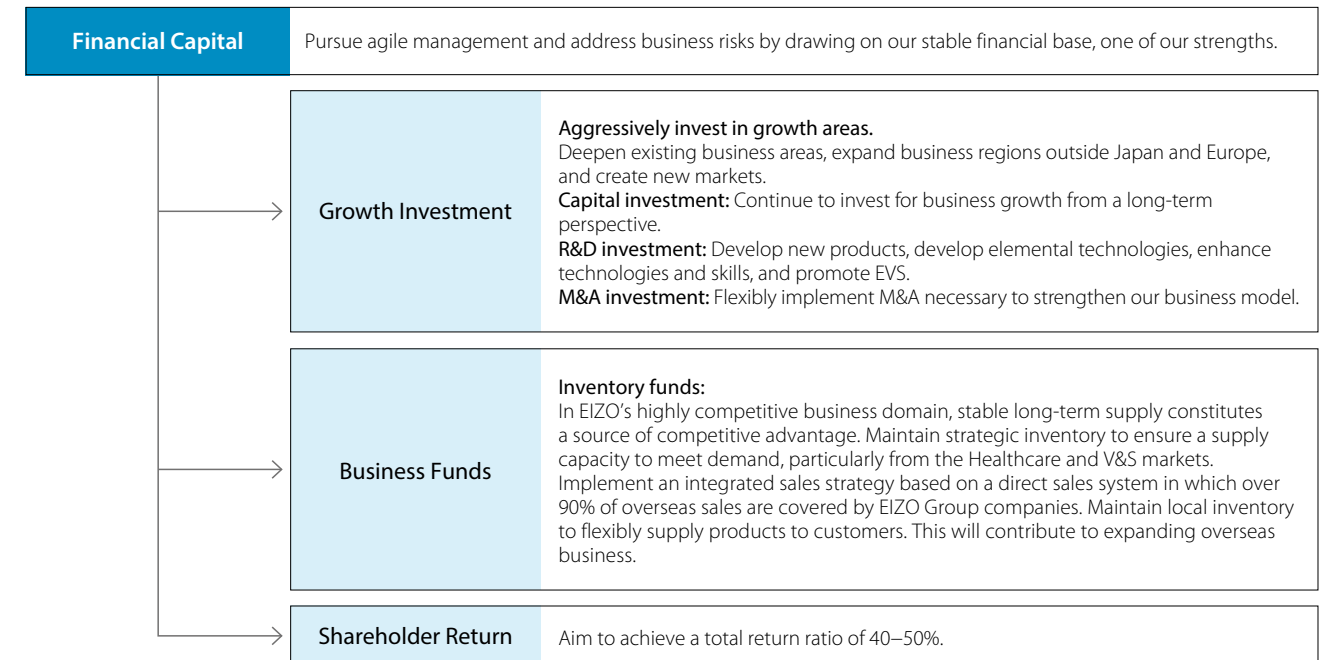 Financial Capital
Pursue agile management and address business risks by drawing on our stable financial base, one of our strengths.
Growth Investment
Aggressively invest in growth areas.
Deepen existing business areas, expand business regions outside Japan and Europe,
and create new markets.
Capital investment: Continue to invest for business growth from a long-term
perspective.
R&D investment: Develop new products, develop elemental technologies, enhance
technologies and skills, and promote EVS.
M&A investment: Flexibly implement M&A necessary to strengthen our business model.
Business Funds
Inventory funds:
In EIZO’s highly competitive business domain, stable long-term supply constitutes
a source of competitive advantage. Maintain strategic inventory to ensure a supply
capacity to meet demand, particularly from the Healthcare and V&S markets.
Implement an integrated sales strategy based on a direct sales system in which over
90% of overseas sales are covered by EIZO Group companies. Maintain local inventory
to flexibly supply products to customers. This will contribute to expanding overseas
business.
Shareholder Return
Aim to achieve a total return ratio of 40–50%.